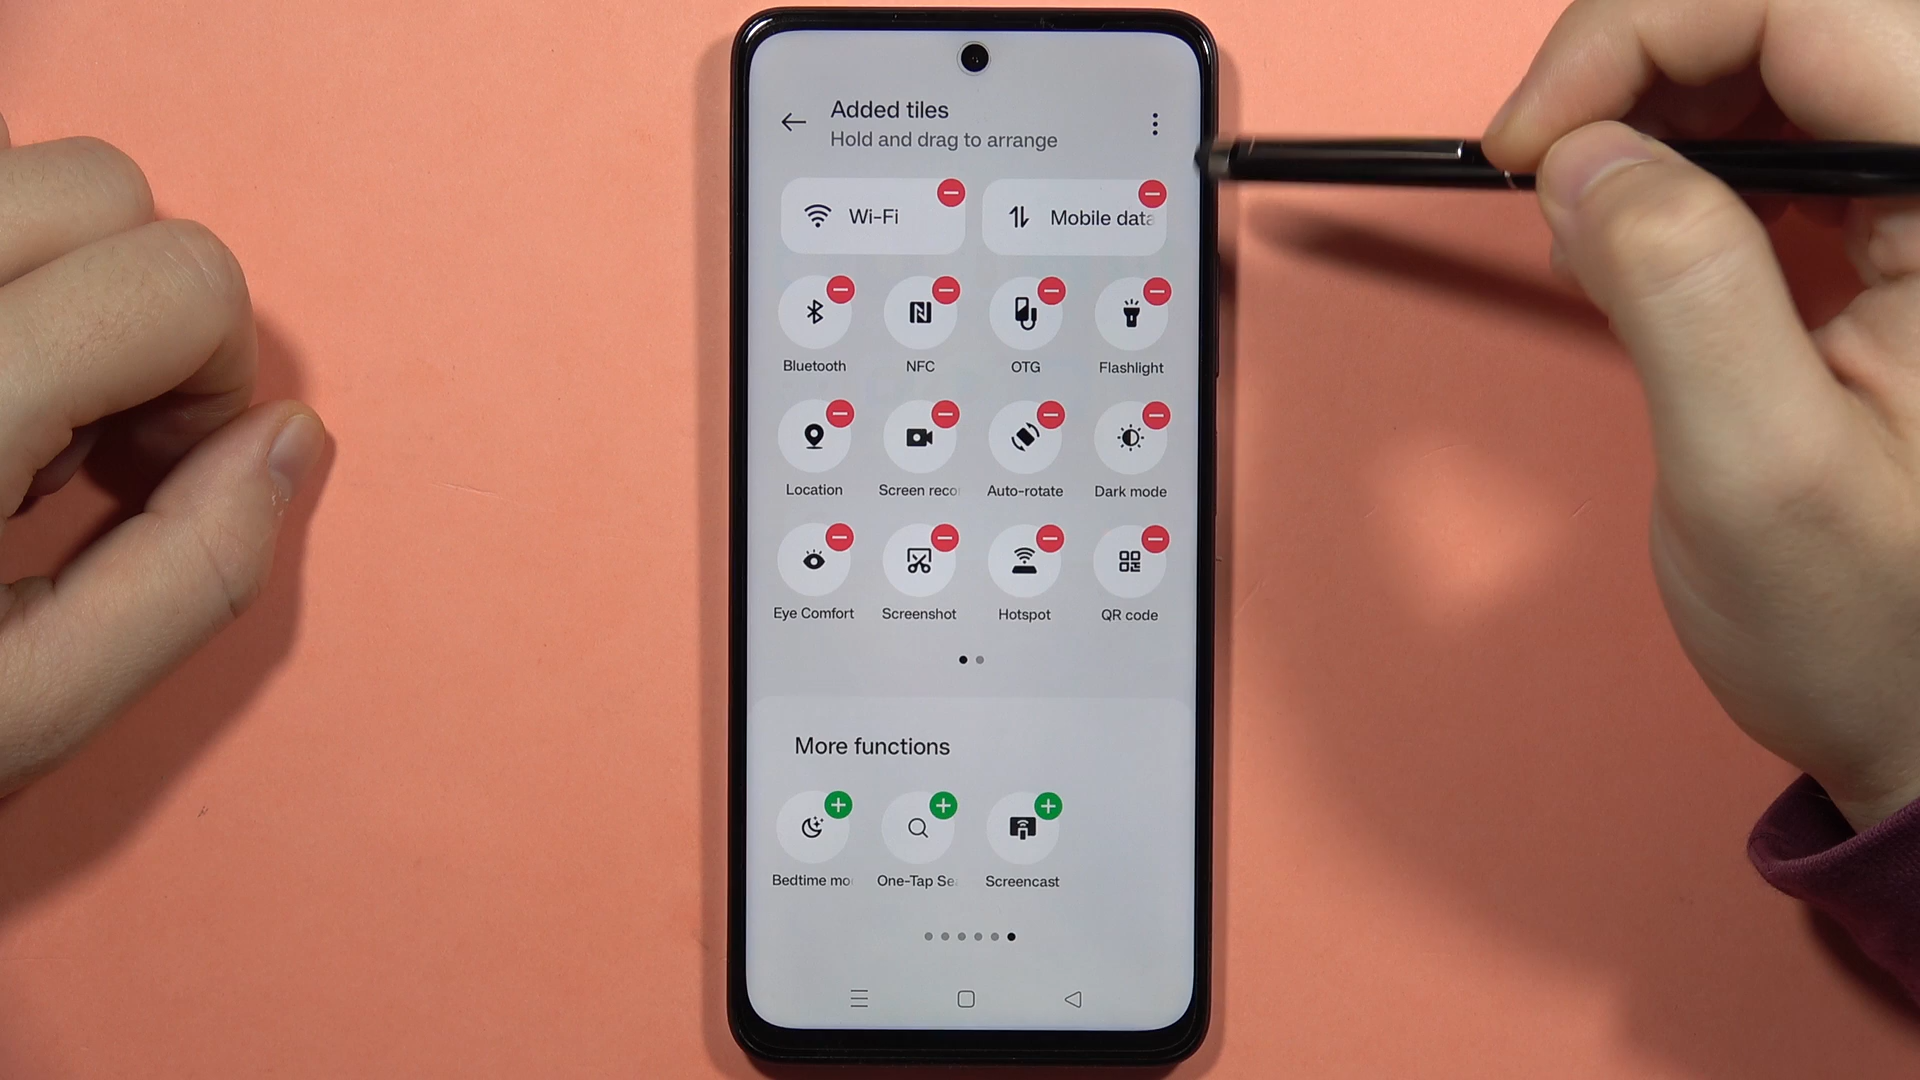 Added tiles
Hold and drag to arrange
Wi-Fi
Mobile data
Bluetooth
NFC
OTG
Flashlight
Location
Screen reco
Auto-rotate
Dark mode
Eye Comfort
Screenshot
Hotspot
QR code
More functions
Bedtime mo
One-Tap Se
Screencast